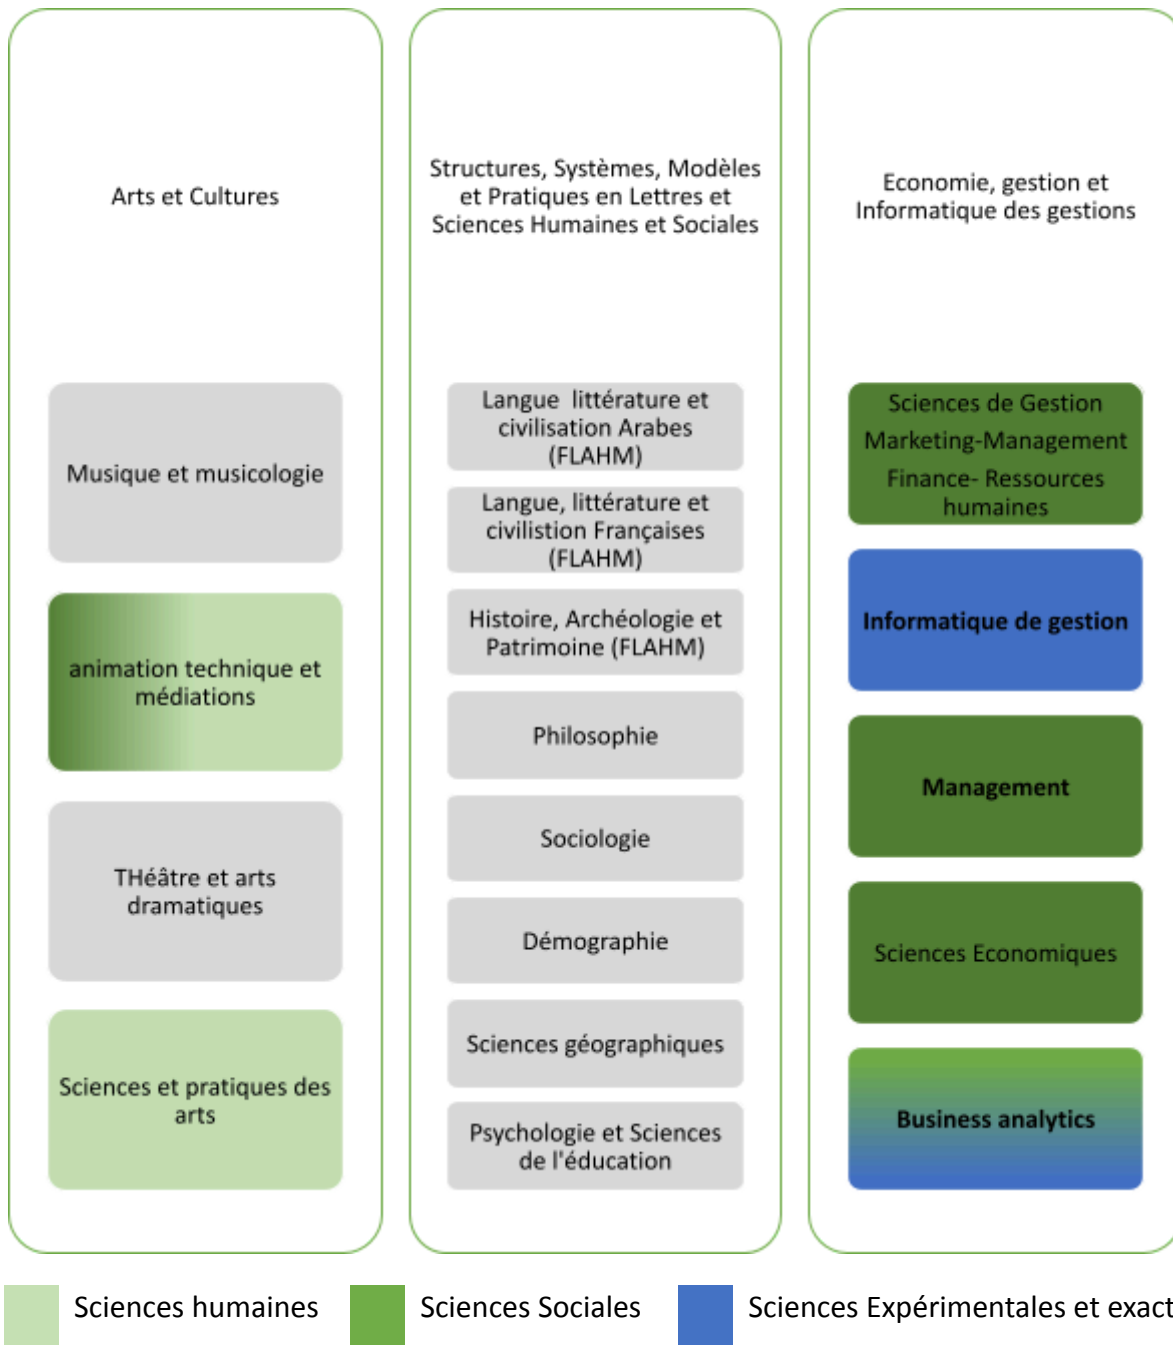 Arts et Cultures
Musique et musicologie
animation technique et
médiations
THéâtre et arts
dramatiques
Sciences et pratiques des
arts
Structures, Systèmes, Modèles
et Pratiques en Lettres et
Sciences Humaines et Sociales
Langue  littérature et
civilisation Arabes
(FLAHM)
Langue, littérature et
civilistion Françaises
(FLAHM)
Histoire, Archéologie et
Patrimoine (FLAHM)
Philosophie
Sociologie
Démographie
Sciences géographiques
Psychologie et Sciences
de l'éducation
Economie, gestion et
Informatique des gestions
Sciences de Gestion
Marketing-Management
Finance- Ressources
humaines
Informatique de gestion
Management
Sciences Economiques
Business analytics
Sciences humaines
Sciences Sociales
Sciences Expérimentales et exact